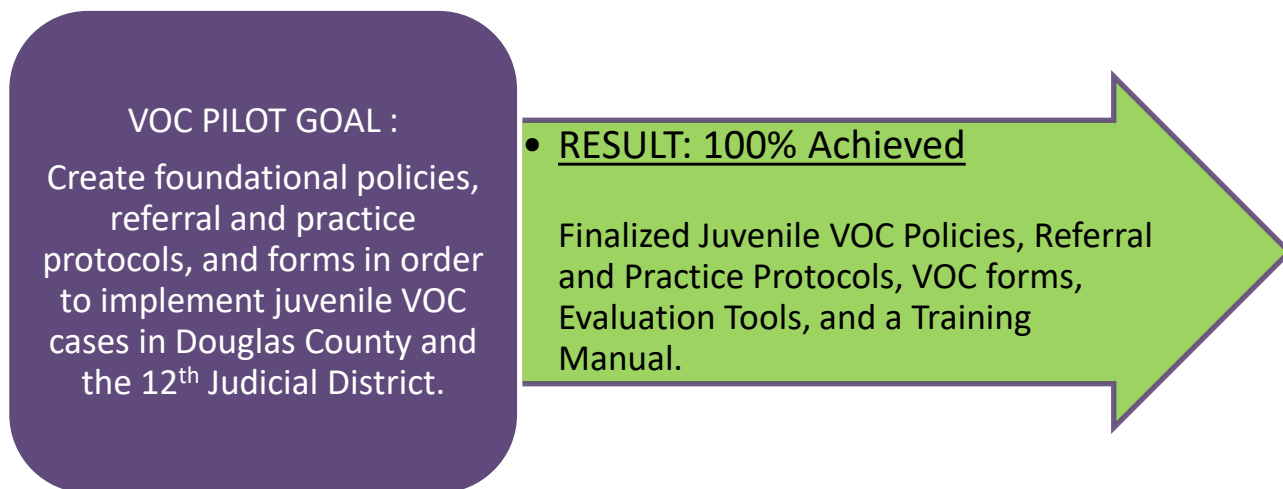 VOC PILOT GOAL :
Create foundational policies,
referral and practice
protocols, and forms in order
to implement juvenile VOC
cases in Douglas County and
the 12th Judicial District.
• RESULT: 100% Achieved
Finalized Juvenile VOC Policies, Referral
and Practice Protocols, VOC forms,
Evaluation Tools, and a Training
Manual.